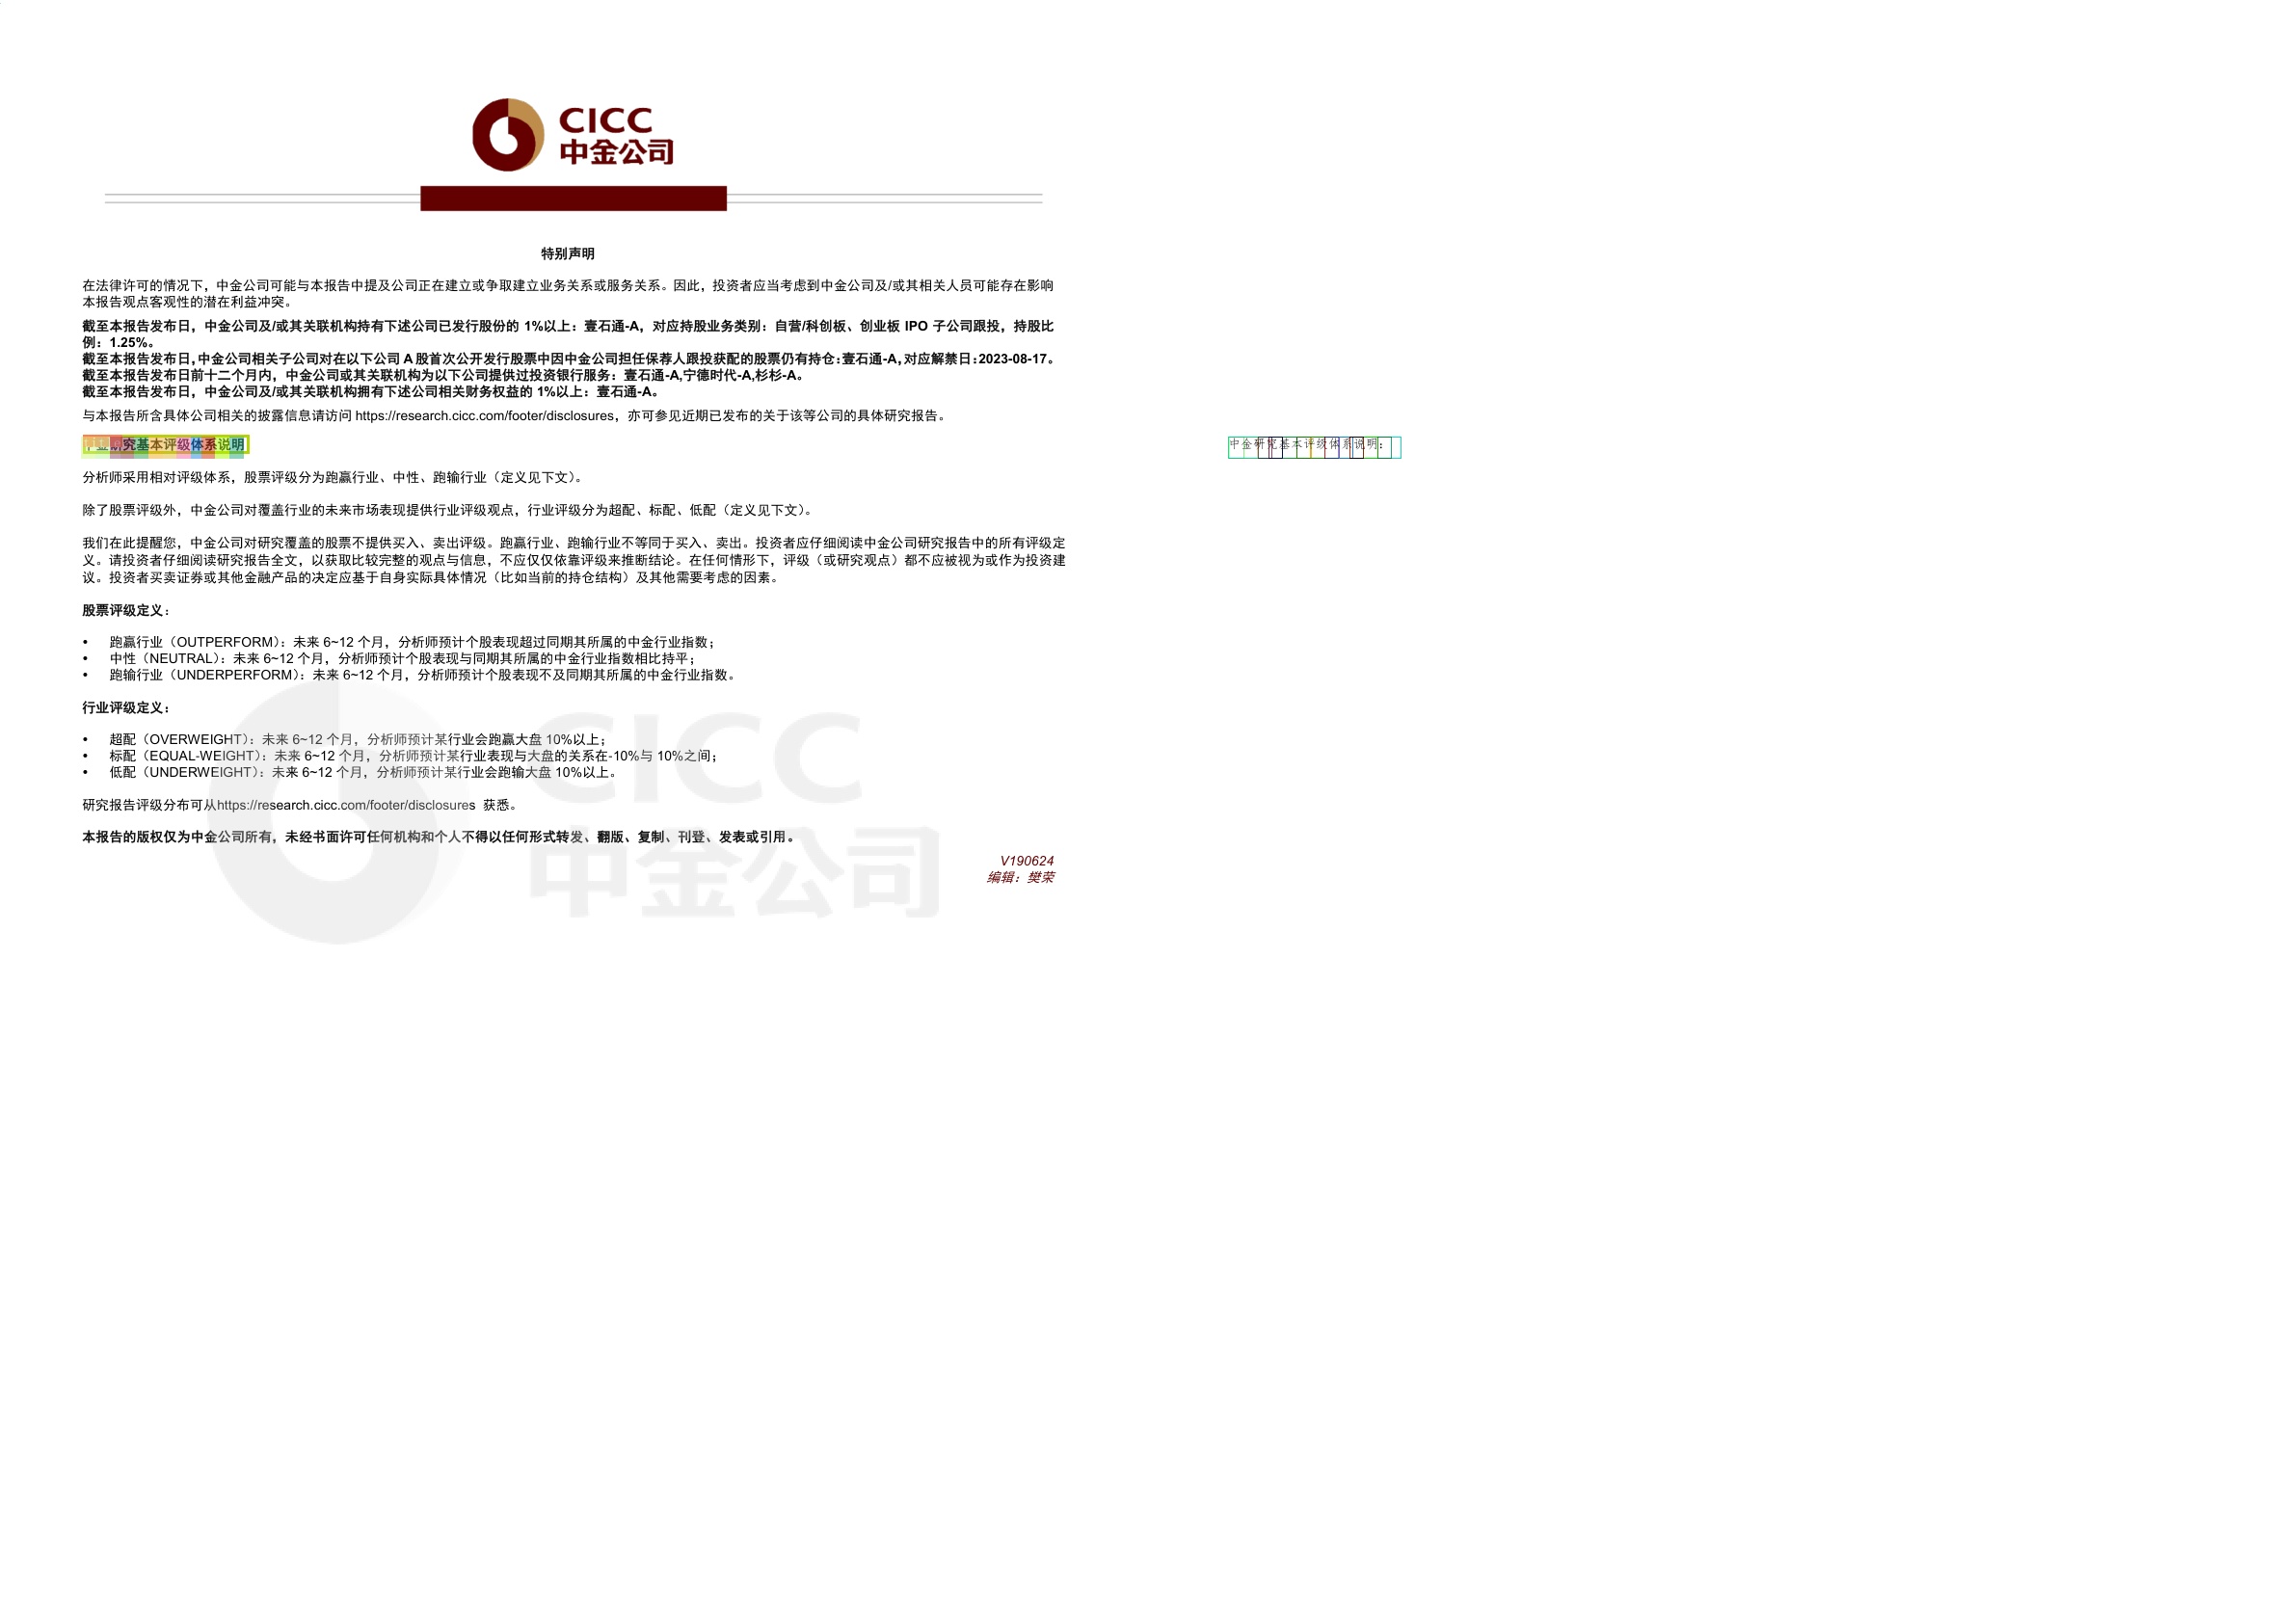 CICC
中金公司
特别声明
在法律许可的情况下，中金公司可能与本报告中提及公司正在建立或争取建立业务关系或服务关系。因此，投资者应当考虑到中金公司及/或其相关人员可能存在影响
本报告观点客观性的潜在利益冲突。
截至本报告发布日，中金公司及/或其关联机构持有下述公司已发行股份的 1%以上：壹石通-A，对应持股业务类别：自营/科创板、创业板 IPO 子公司跟投，持股比
例：1.25%。
截至本报告发布日，中金公司相关子公司对在以下公司 A 股首次公开发行股票中因中金公司担任保荐人跟投获配的股票仍有持仓：壹石通-A，对应解禁日：2023-08-17。
截至本报告发布日前十二个月内，中金公司或其关联机构为以下公司提供过投资银行服务：壹石通-A,宁德时代-A,杉杉-A。
截至本报告发布日，中金公司及/或其关联机构拥有下述公司相关财务权益的 1%以上：壹石通-A。
与本报告所含具体公司相关的披露信息请访问 https://research.cicc.com/footer/disclosures，亦可参见近期已发布的关于该等公司的具体研究报告。
中金研究基本评级体系说明
中金研究基本评级体系说明：
分析师采用相对评级体系，股票评级分为跑赢行业、中性、跑输行业（定义见下文）。
除了股票评级外，中金公司对覆盖行业的未来市场表现提供行业评级观点，行业评级分为超配、标配、低配（定义见下文）。
我们在此提醒您，中金公司对研究覆盖的股票不提供买入、卖出评级。跑赢行业、跑输行业不等同于买入、卖出。投资者应仔细阅读中金公司研究报告中的所有评级定
义。请投资者仔细阅读研究报告全文，以获取比较完整的观点与信息，不应仅仅依靠评级来推断结论。在任何情形下，评级（或研究观点）都不应被视为或作为投资建
议。投资者买卖证券或其他金融产品的决定应基于自身实际具体情况（比如当前的持仓结构）及其他需要考虑的因素。
股票评级定义：
• 跑赢行业（OUTPERFORM）：未来 6~12 个月，分析师预计个股表现超过同期其所属的中金行业指数；
• 中性（NEUTRAL）：未来 6~12 个月，分析师预计个股表现与同期其所属的中金行业指数相比持平；
• 跑输行业（UNDERPERFORM）：未来 6~12 个月，分析师预计个股表现不及同期其所属的中金行业指数。
行业评级定义：
• 超配（OVERWEIGHT）：未来 6~12 个月，分析师预计某行业会跑赢大盘 10%以上；
• 标配（EQUAL-WEIGHT）：未来 6~12 个月，分析师预计某行业表现与大盘的关系在-10%与 10%之间；
• 低配（UNDERWEIGHT）：未来 6~12 个月，分析师预计某行业会跑输大盘 10%以上。
研究报告评级分布可从https://research.cicc.com/footer/disclosures 获悉。
本报告的版权仅为中金公司所有，未经书面许可任何机构和个人不得以任何形式转发、翻版、复制、刊登、发表或引用。
V190624
编辑：樊荣
CICC
中金公司